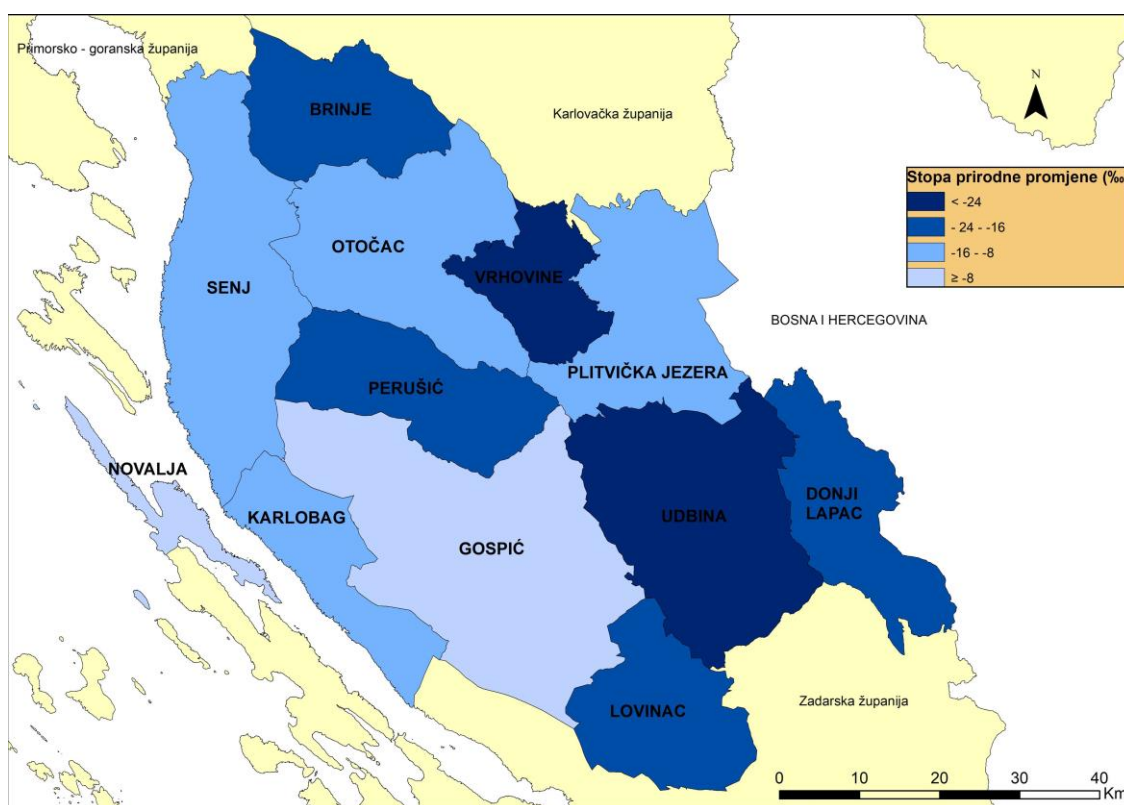 Primorsko - goranska županija
BRINJE
Karlovačka županija
N
Stopa prirodne promjene (‰
< -24
- 24 - -16
-16 - -8
≥ -8
OTOČAC
VRHOVINE
SENJ
BOSNA I HERCEGOVINA
PLITVIČKA JEZERA
PERUŠIĆ
NOVALJA
DONJI
LAPAC
KARLOBAG
UDBINA
GOSPIĆ
Zadarska županija
LOVINAC
0 10 20 30 40
Km